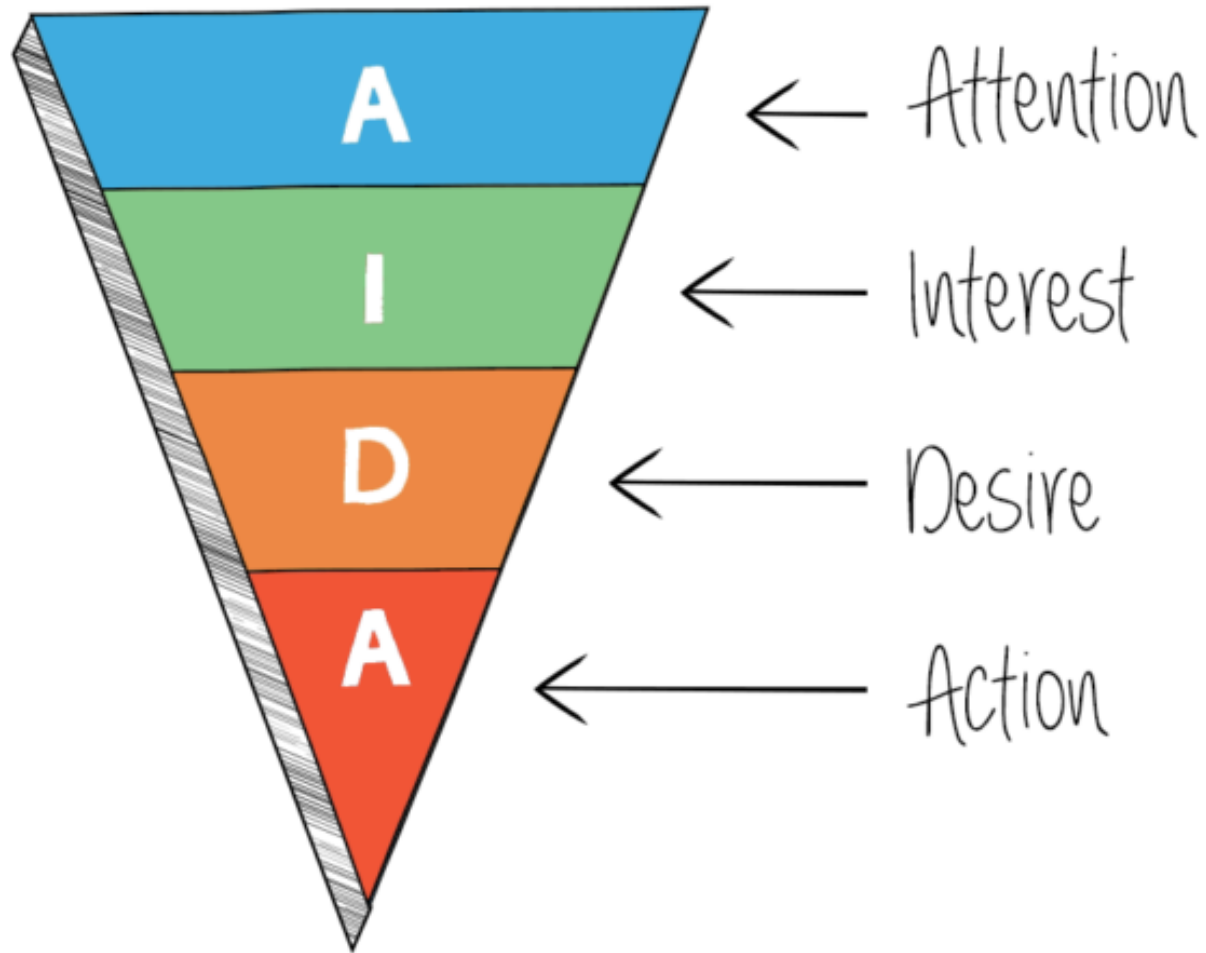 A
Attention
I
Interest
D
Desire
A
Action